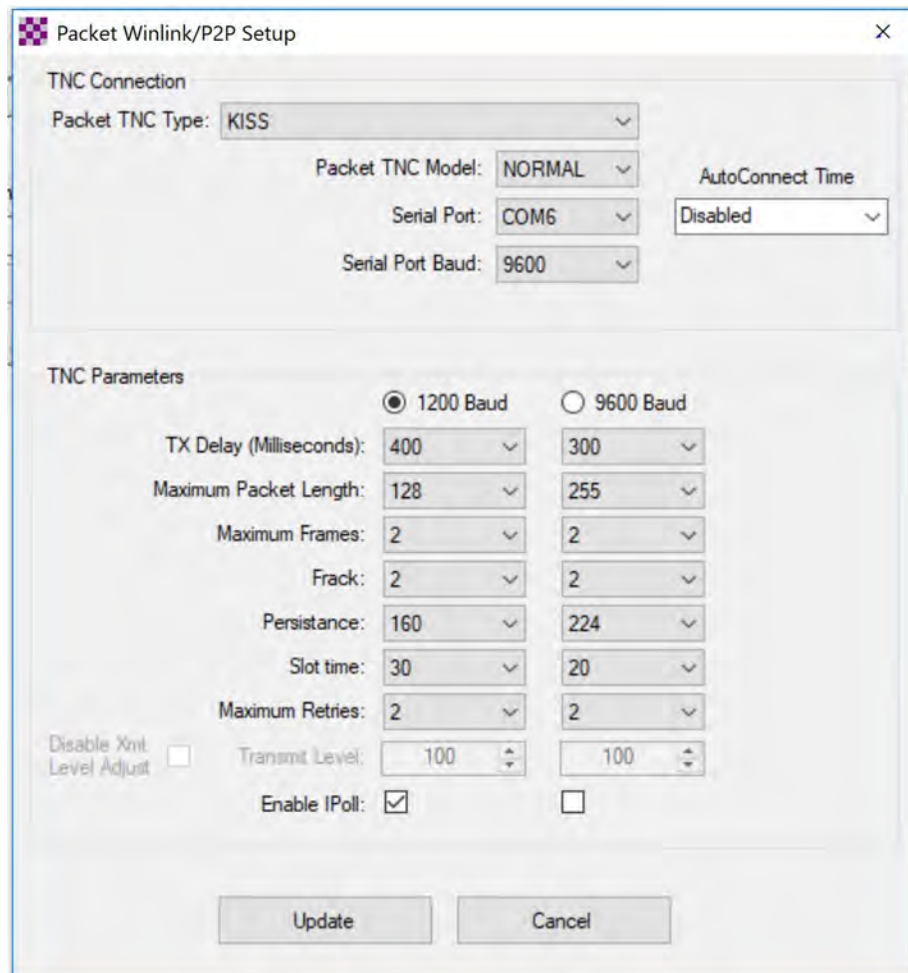 Packet Winlink/P2P Setup
TNC Connection
Packet TNC Type: KISS
Packet TNC Model: NORMAL
AutoConnect Time
Serial Port: COM6
Disabled
Serial Port Baud: 9600
TNC Parameters
1200 Baud 9600 Baud
TX Delay (Milliseconds): 400 300
Maximum Packet Length: 128 255
Maximum Frames: 2 2
Frack: 2 2
Persistance: 160 224
Slot time: 30 20
Maximum Retries: 2 2
Disable Xmt
Level Adjust
Transmit Level: 100 100
Enable IPoll:
Update Cancel